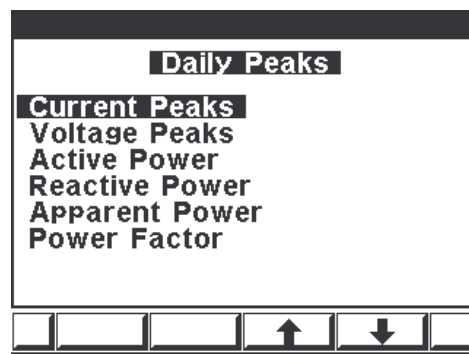 Daily Peaks
Current Peaks
Voltage Peaks
Active Power
Reactive Power
Apparent Power
Power Factor